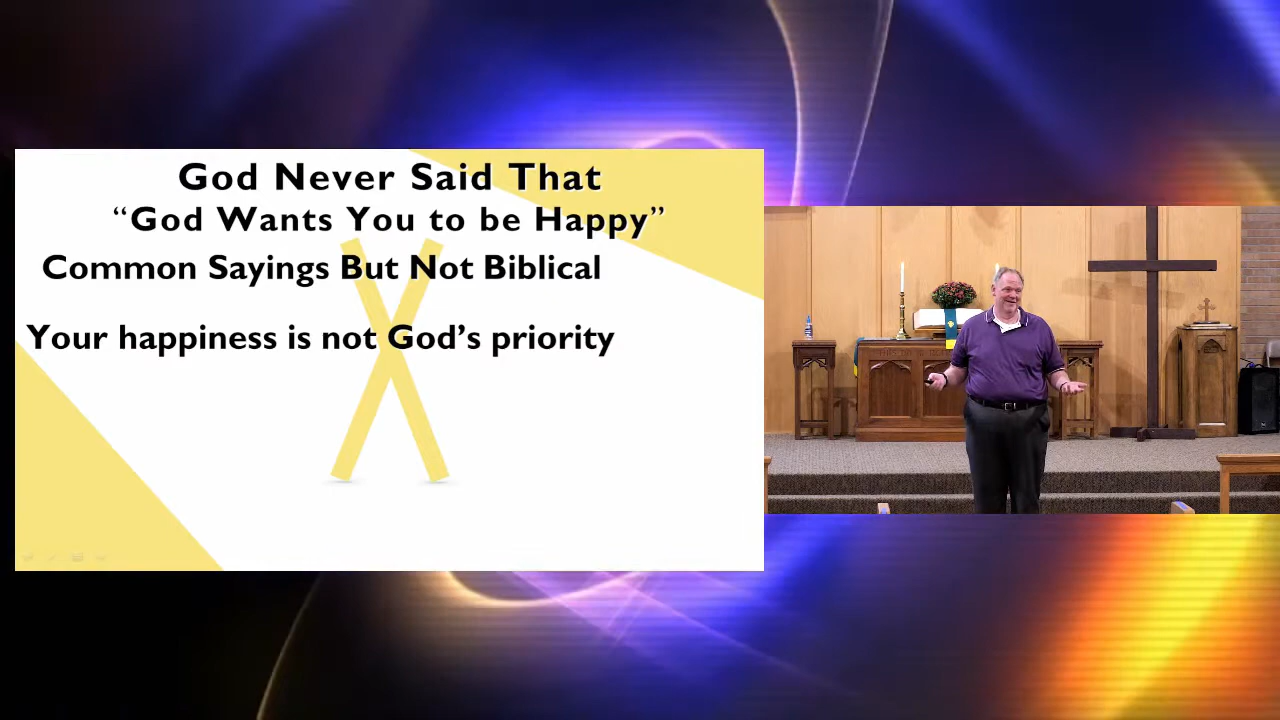 God Never Said That
“God Wants You to be Happy”
Common Sayings But Not Biblical
Your happiness is not God’s priority